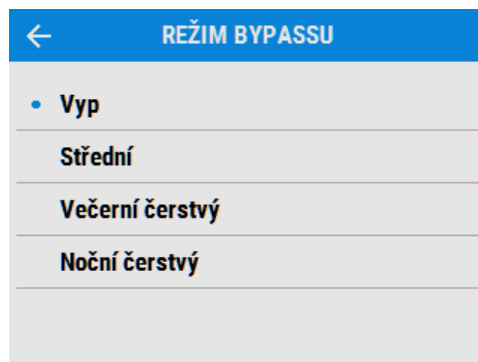 REŽIM BYPASSU
Vyp
Střední
Večerní čerstvý
Noční čerstvý